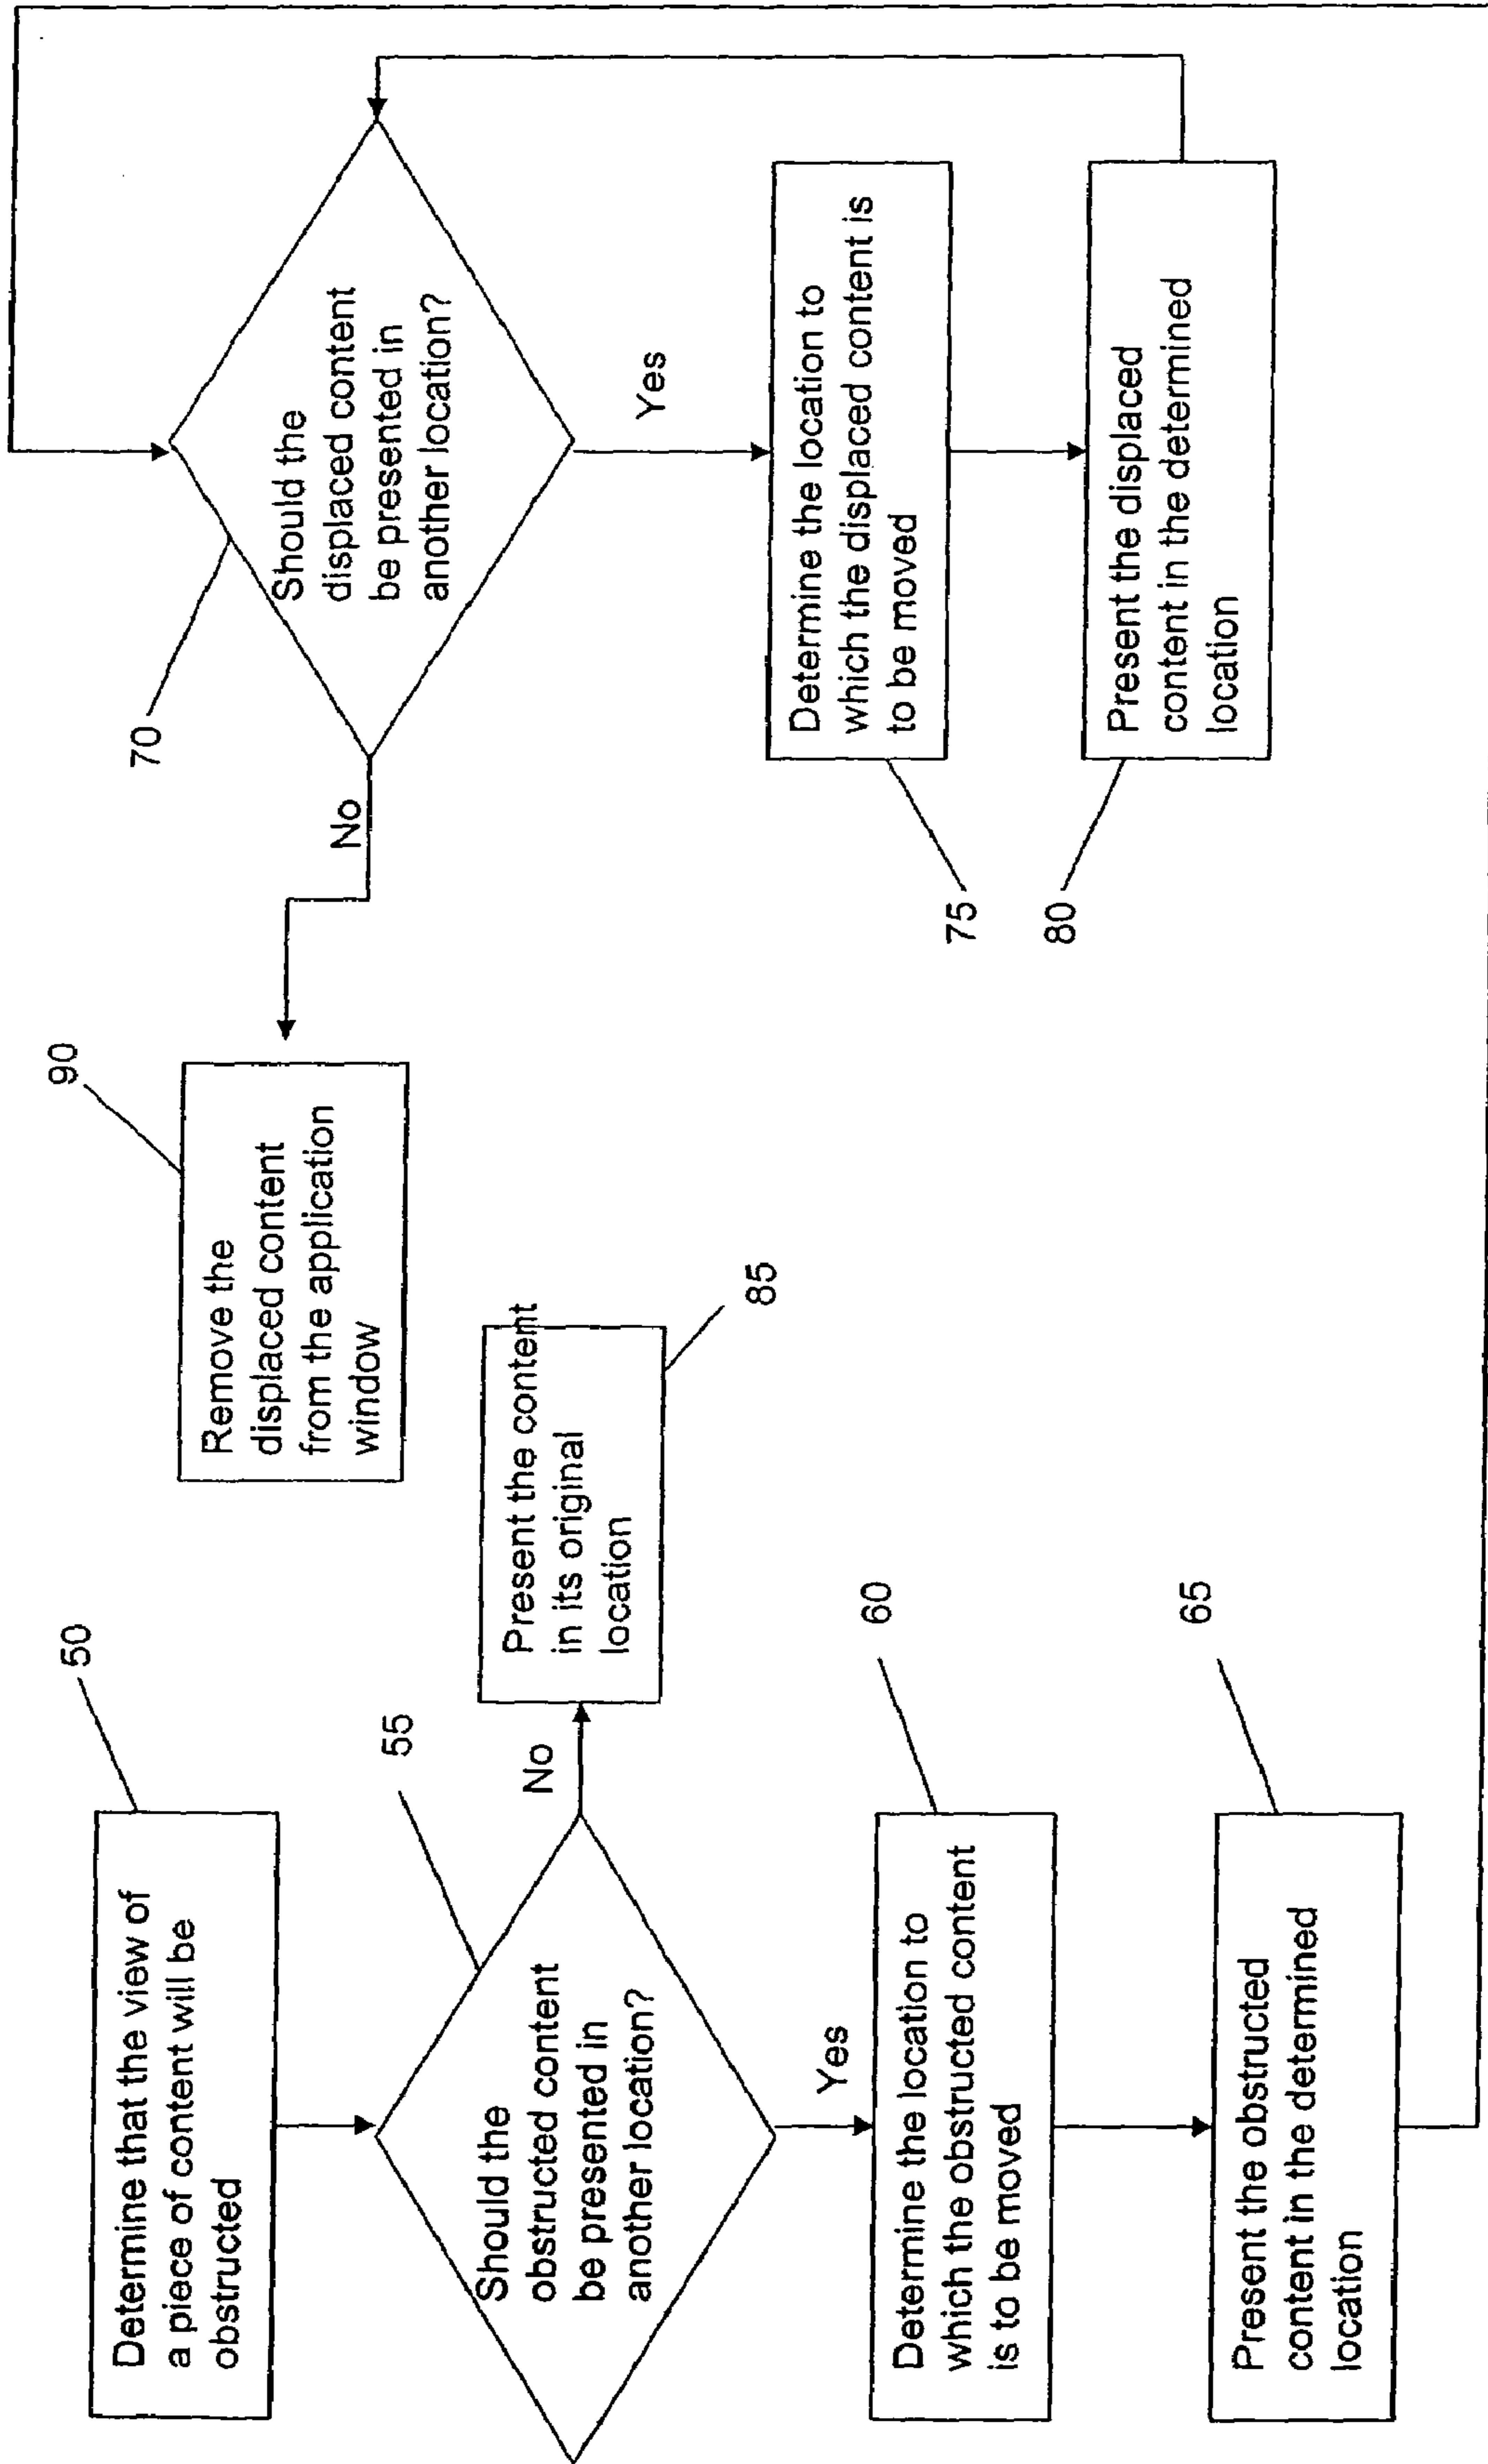 50
Determine that the view of
a piece of content will be
obstructed
55
Should the
obstructed content
be presented in
another location?
No
Present the content
in its original
location
85
Yes
60
Determine the location to
which the obstructed content
is to be moved
65
Present the obstructed
content in the determined
location
70
Should the
displaced content
be presented in
another location?
No
90
Remove the
displaced content
from the application
window
Yes
Determine the location to
which the displaced content is
to be moved
75
80
Present the displaced
content in the determined
location